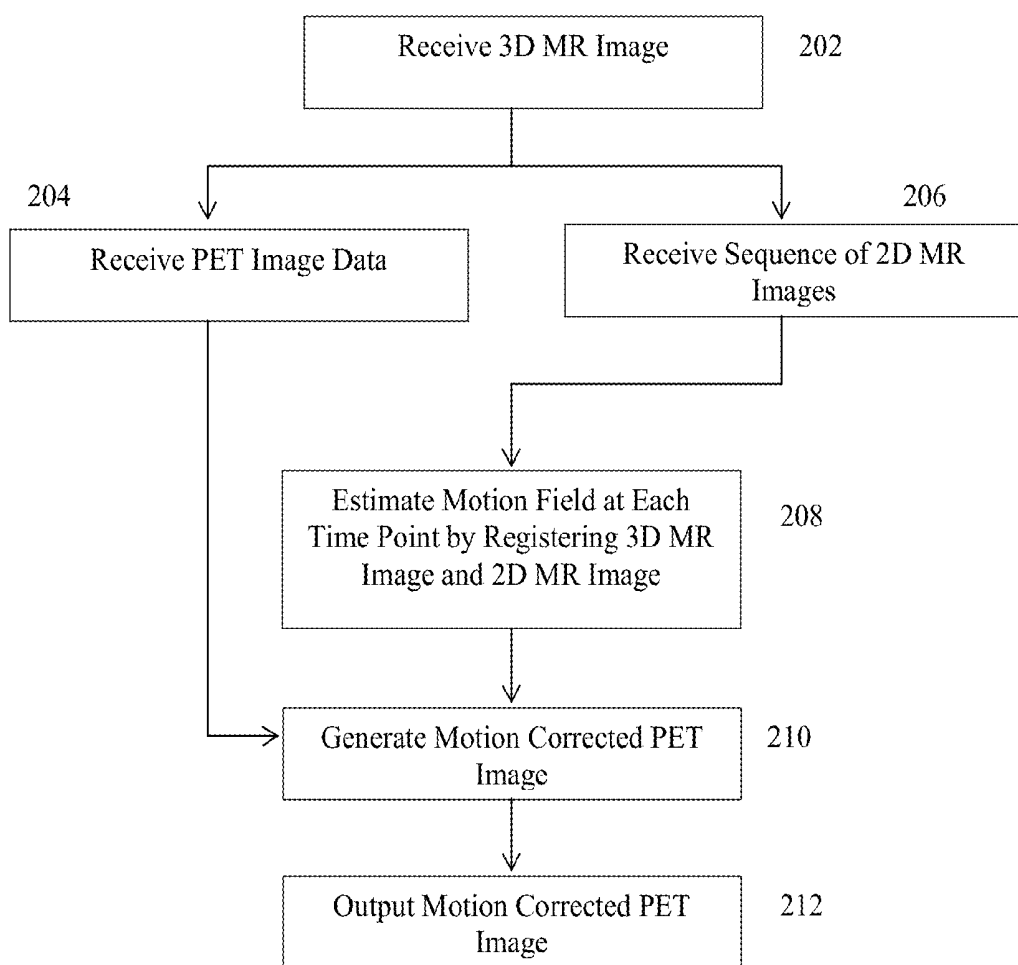 Receive 3D MR Image
202
204
206
Receive PET Image Data
Receive Sequence of 2D MR
Images
Estimate Motion Field at Each
Time Point by Registering 3D MR
Image and 2D MR Image
208
Generate Motion Corrected PET
Image
210
Output Motion Corrected PET
Image
212